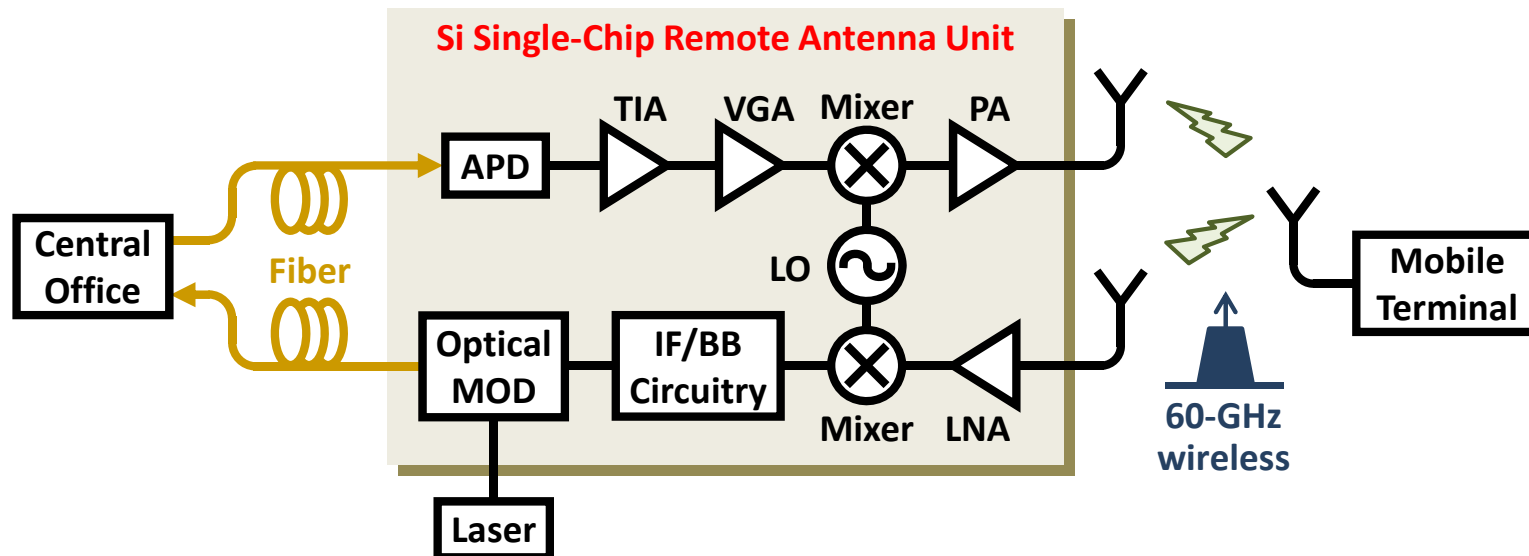 Si Single-Chip Remote Antenna Unit
TIA
VGA
Mixer
PA
APD
Central
Office
Fiber
LO
Mobile
Terminal
Optical
MOD
IF/BB
Circuitry
Mixer
LNA
60-GHz
wireless
Laser